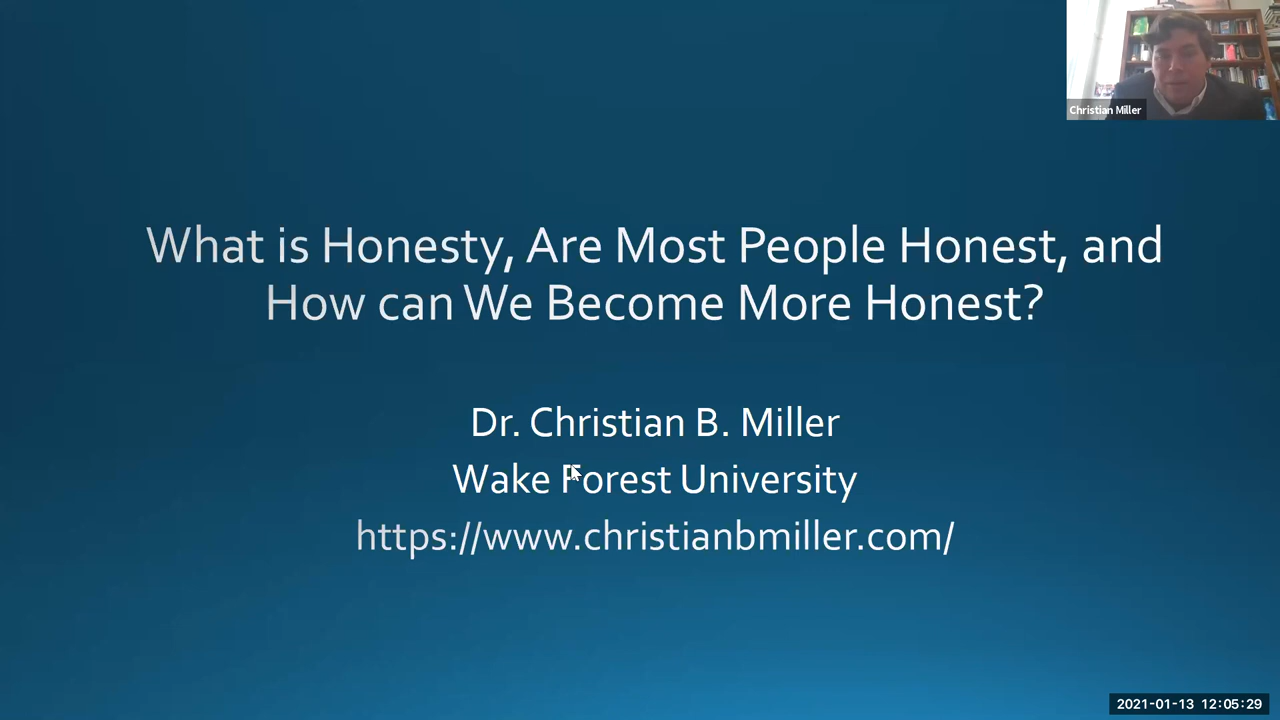 Christian Miller
What is Honesty, Are Most People Honest, and
How can We Become More Honest?
Dr. Christian B. Miller
Wake Forest University
https://www.christianbmiller.com/
2021-01-13 12:05:29